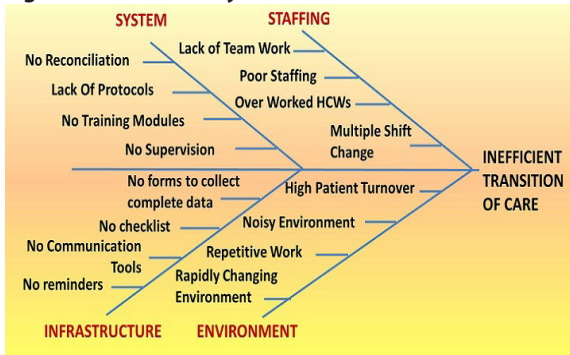 SYSTEM
STAFFING
No Reconciliation
Lack Of Protocols
No Training Modules
No Supervision
Lack of Team Work
Poor Staffing
Over Worked HCWs
Multiple Shift
Change
INEFFICIENT
TRANSITION
OF CARE
No forms to collect
complete data
No checklist
No Communication
Tools
No reminders
High Patient Turnover
Noisy Environment
Repetitive Work
Rapidly Changing
Environment
INFRASTRUCTURE
ENVIRONMENT